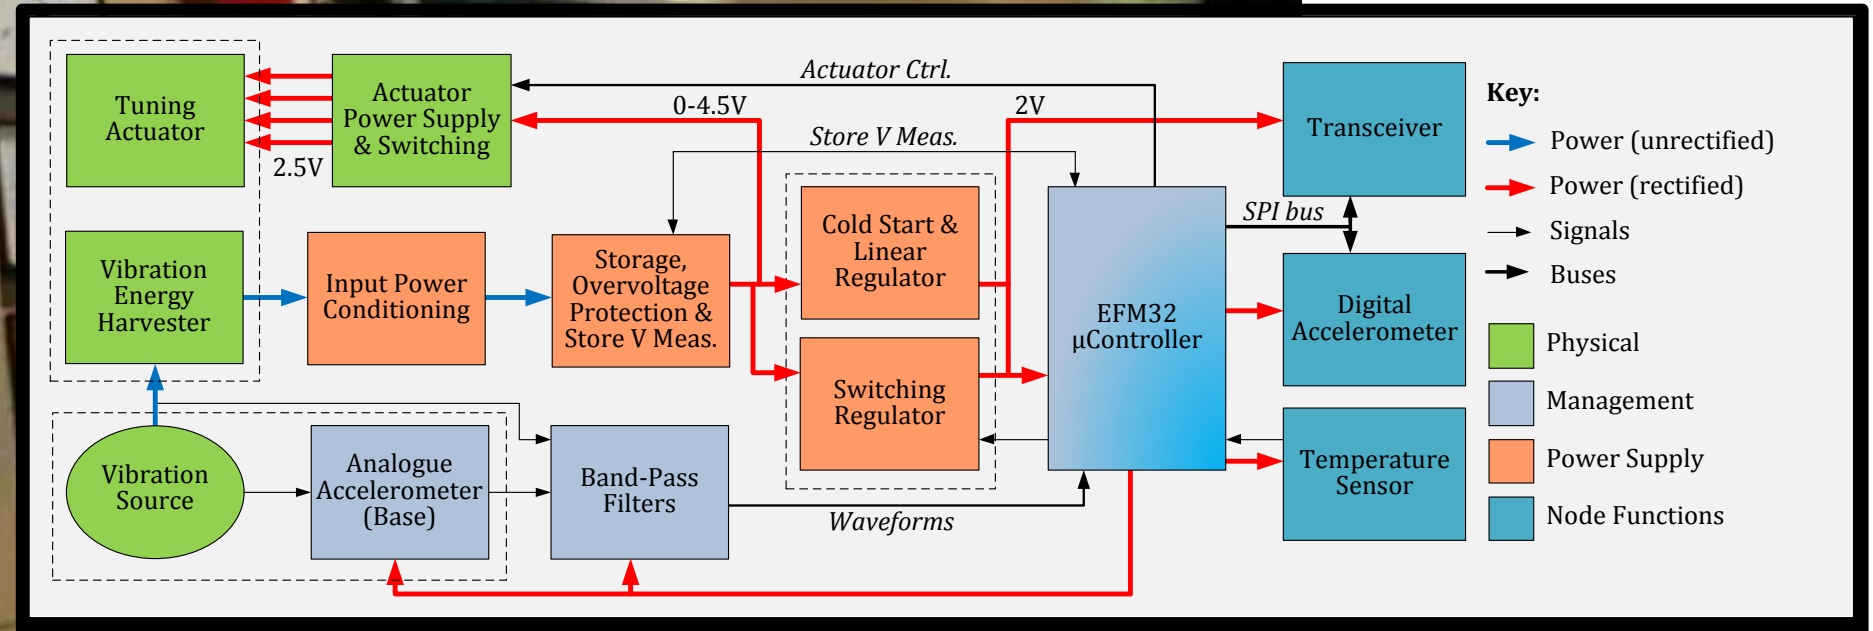 Tuning
Actuator
2.5V
Actuator
Power Supply
& Switching
Actuator Ctrl.
0-4.5V
2V
Store V Meas.
Transceiver
SPI bus
Vibration
Energy
Harvester
Input Power
Conditioning
Storage,
Overvoltage
Protection &
Store V Meas.
Cold Start &
Linear
Regulator
Switching
Regulator
EFM32
µController
Digital
Accelerometer
Temperature
Sensor
Vibration
Source
Analogue
Accelerometer
(Base)
Band-Pass
Filters
Waveforms
Key:
Power (unrectified)
Power (rectified)
Signals
Buses
Physical
Management
Power Supply
Node Functions